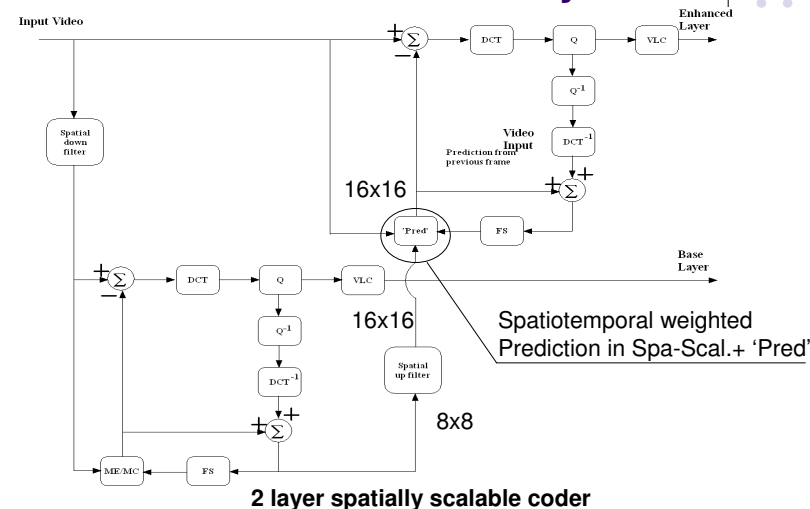 Input Video
Enhanced
Layer
+
−
Σ
DCT
Q
VLC
Q-1
Spatial
down
filter
Video
Input
DCT-1
Prediction from
previous frame
+
+
Σ
16x16
'Pred'
FS
Base
Layer
+
−
Σ
DCT
Q
VLC
16x16
Spatiotemporal weighted
Prediction in Spa-Scal.+ ‘Pred’
Q-1
Spatial
up filter
DCT-1
8x8
+
+
Σ
ME/MC
FS
2 layer spatially scalable coder